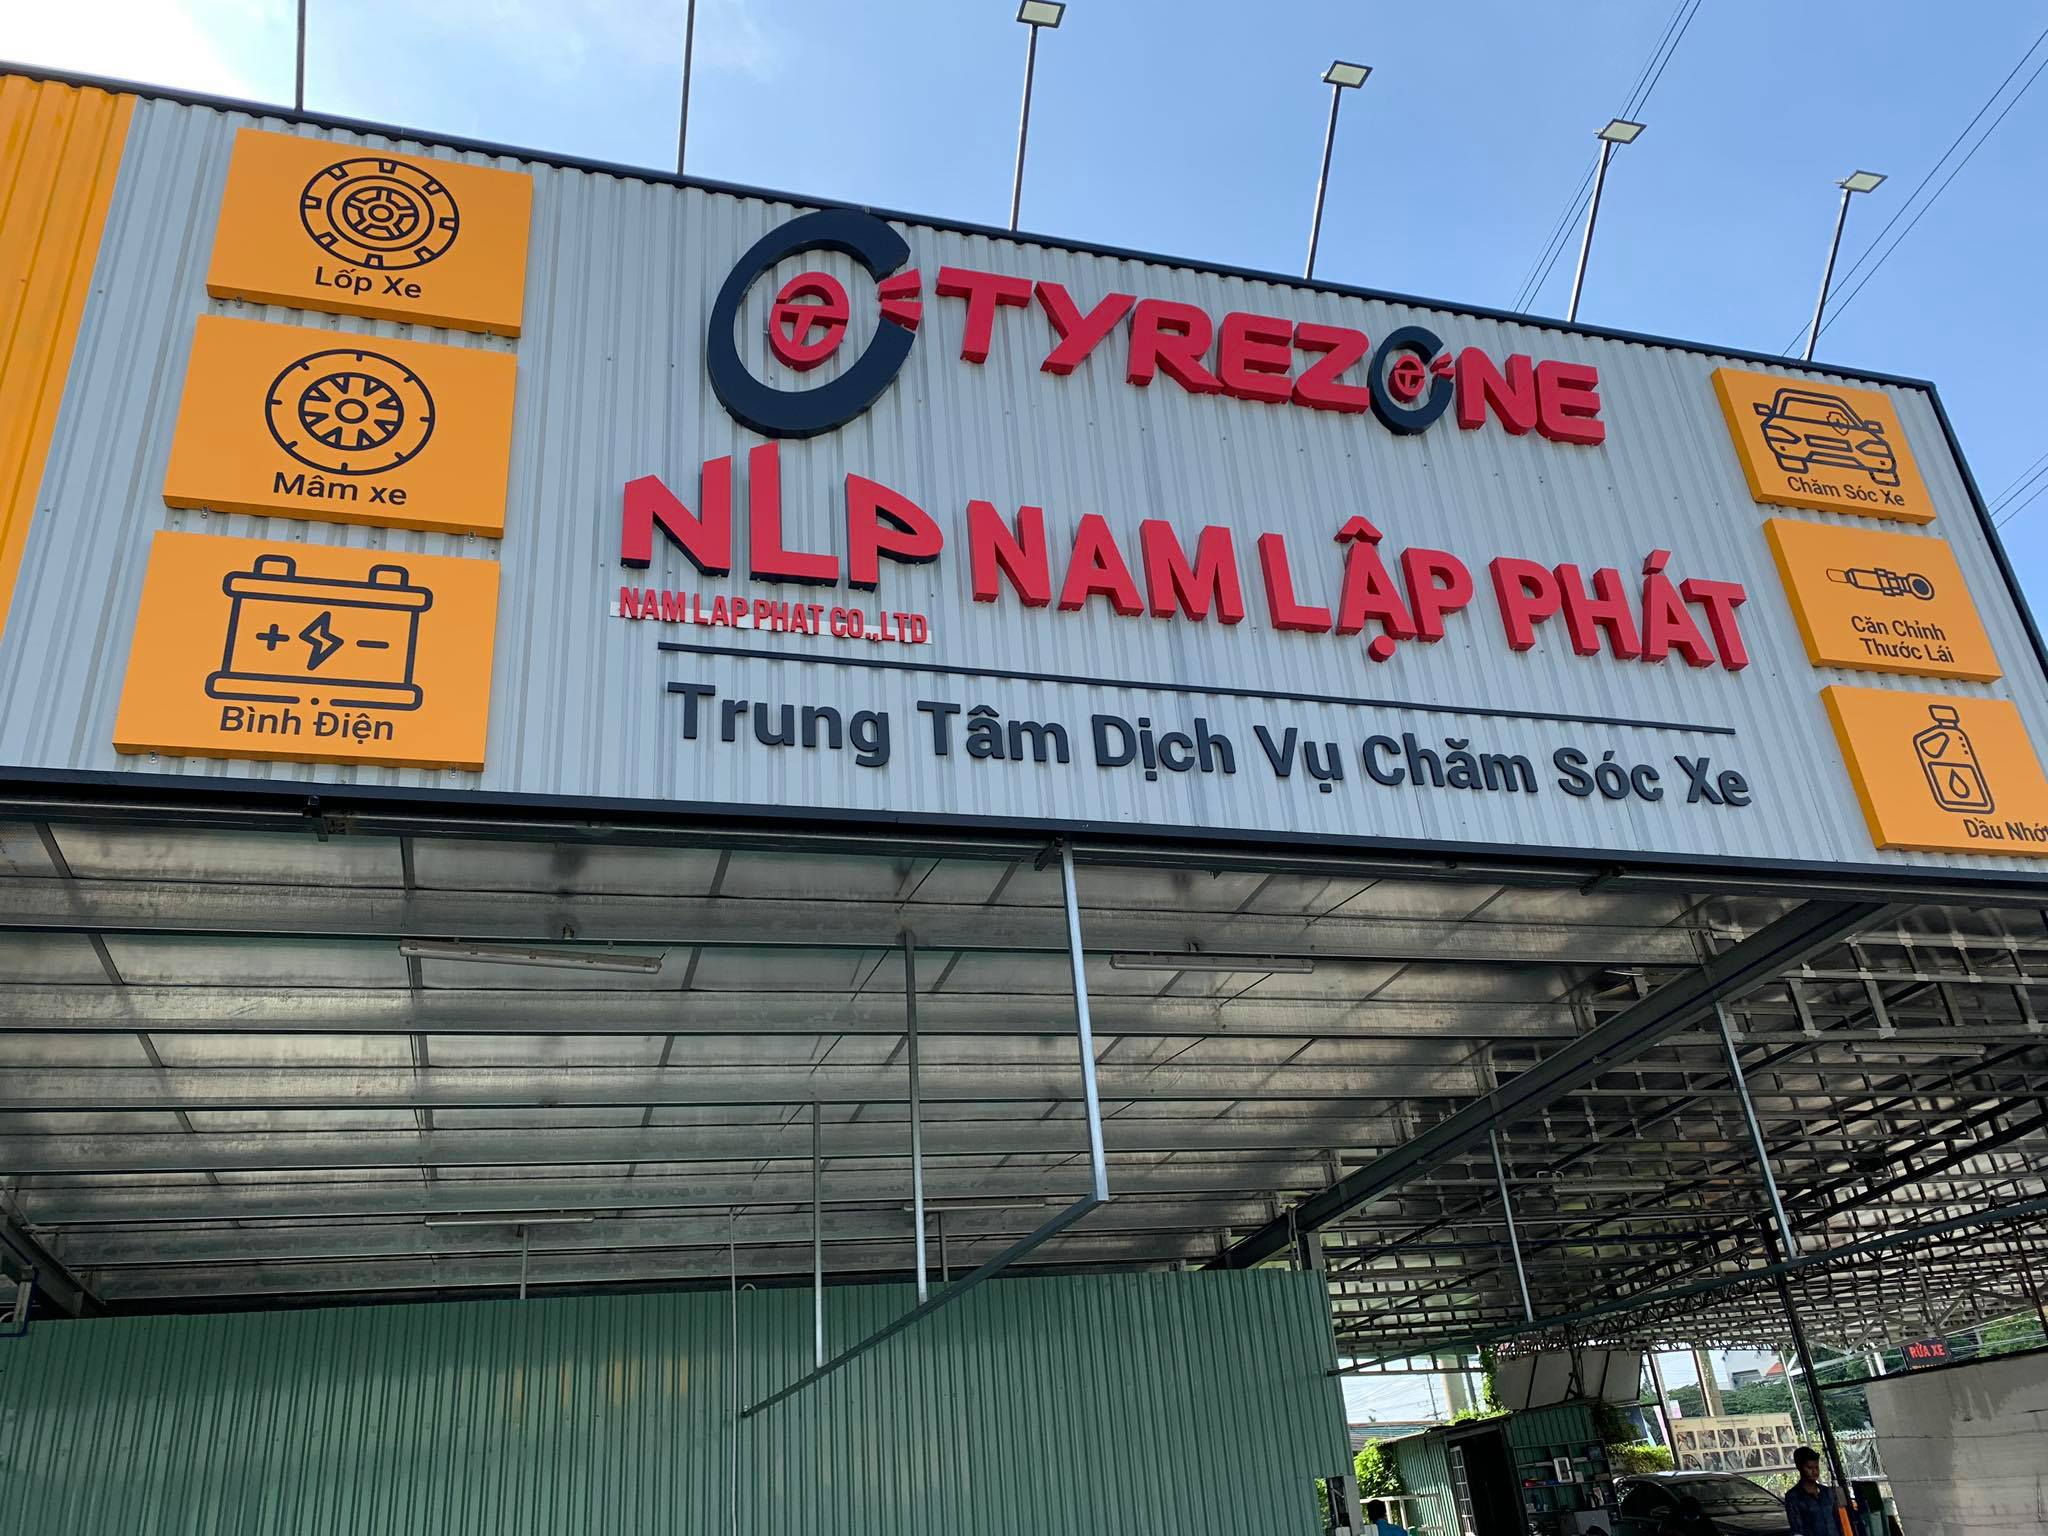 Lốp Xe
Mâm xe
Bình Điện
TYREZONE
NLP NAM LẬP PHÁT
NAM LAP PHAT CO.,LTD
Trung Tâm Dịch Vụ Chăm Sóc Xe
Chăm Sóc Xe
Căn Chỉnh
Thước Lái
Dầu Nhớt
RỬA XE